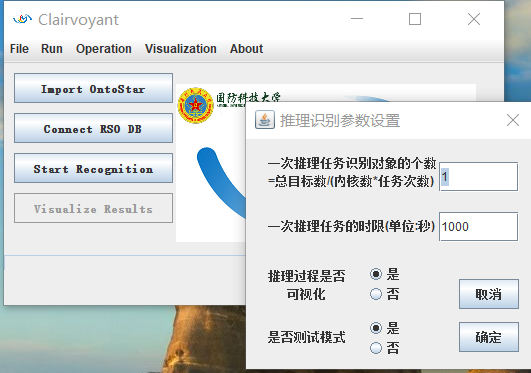 Clairvoyant
File Run Operation Visualization About
Import OntoStar
Connect RSO DB
Start Recognition
Visualize Results
国防科技大学
推理识别参数设置
一次推理任务识别对象的个数
=总目标数/(内核数*任务次数)
1
一次推理任务的时限(单位:秒)
1000
推理过程是否
可视化
是
否
取消
是否测试模式
是
否
确定